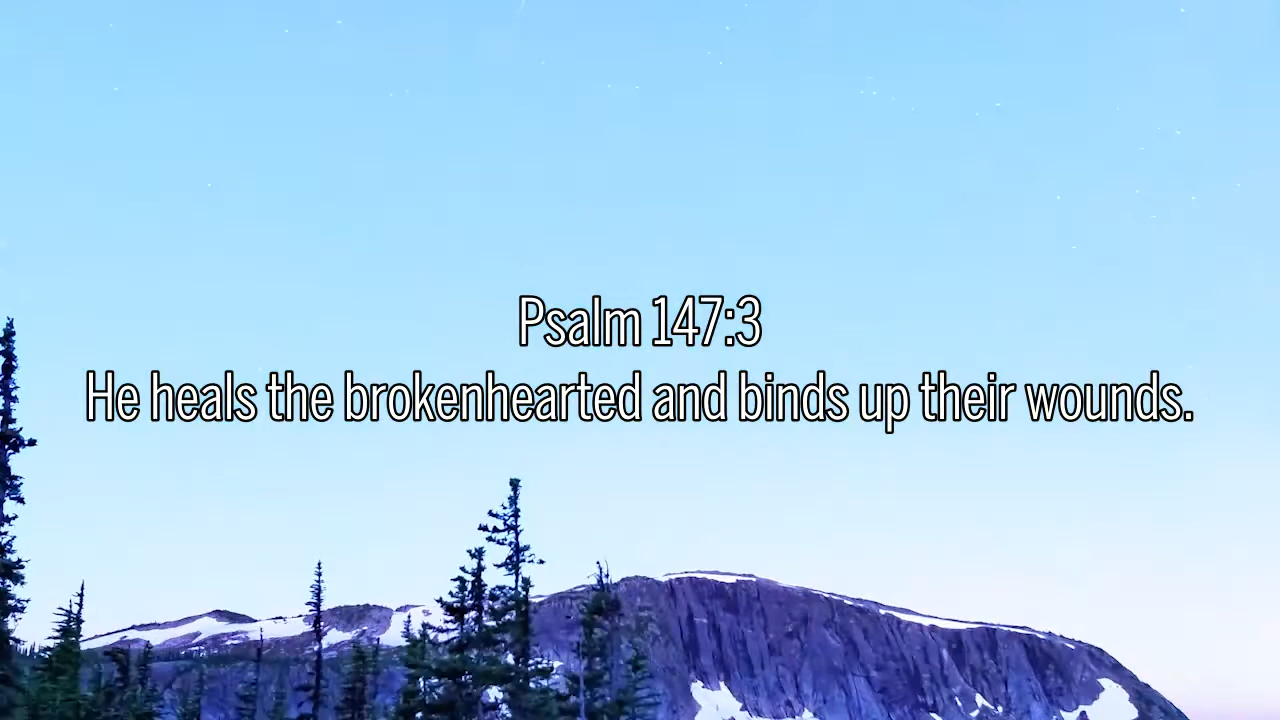 Psalm 147:3
He heals the brokenhearted and binds up their wounds.